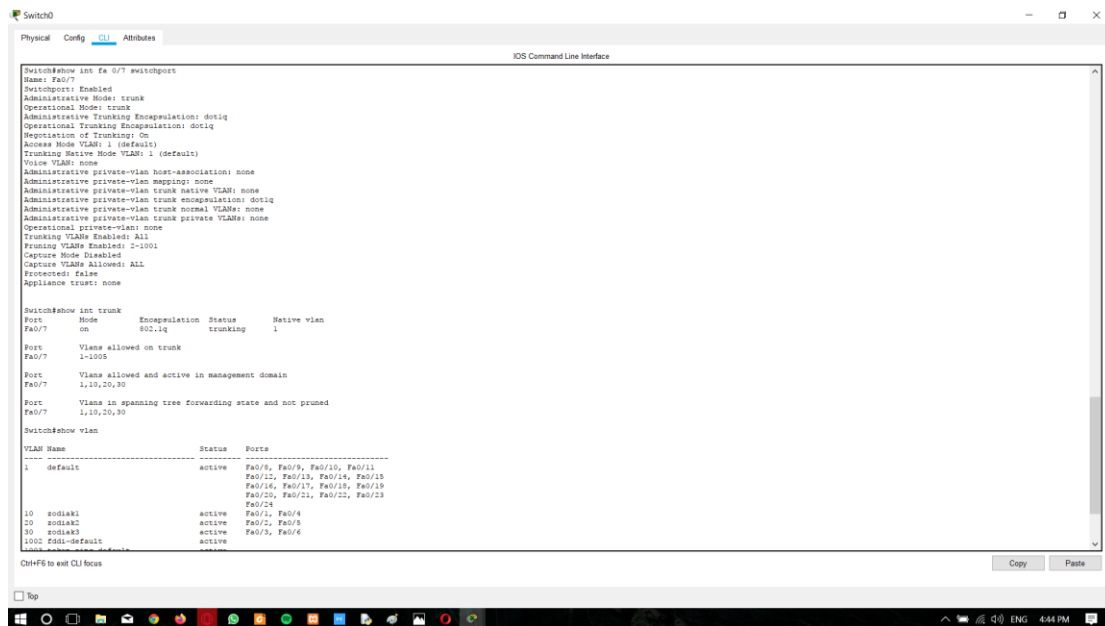 Switch0
Physical Config CLI Attributes
IOS Command Line Interface
Switch#show int fa 0/7 switchport
Name: Fa0/7
Switchport: Enabled
Administrative Mode: trunk
Operational Mode: trunk
Administrative Trunking Encapsulation: dot1q
Operational Trunking Encapsulation: dot1q
Negotiation of Trunking: On
Access Mode VLAN: 1 (default)
Trunking Native Mode VLAN: 1 (default)
Voice VLAN: none
Administrative private-vlan host-association: none
Administrative private-vlan mapping: none
Administrative private-vlan trunk native VLAN: none
Administrative private-vlan trunk encapsulation: dot1q
Administrative private-vlan trunk normal VLANs: none
Administrative private-vlan trunk private VLANs: none
Operational private-vlan: none
Trunking VLANs Enabled: All
Pruning VLANs Enabled: 2-1001
Capture Mode Disabled
Capture VLANs Allowed: ALL
Protected: false
Appliance trust: none
Switch#show int trunk
Port Mode Encapsulation Status Native vlan
Fa0/7 on 802.1q trunking 1
Port Vlans allowed on trunk
Fa0/7 1-1005
Port Vlans allowed and active in management domain
Fa0/7 1,10,20,30
Port Vlans in spanning tree forwarding state and not pruned
Fa0/7 1,10,20,30
Switch#show vlan
VLAN Name Status Ports
---- -------------------------------- --------- -------------------------------
1 default active Fa0/8, Fa0/9, Fa0/10, Fa0/11
Fa0/12, Fa0/13, Fa0/14, Fa0/15
Fa0/16, Fa0/17, Fa0/18, Fa0/19
Fa0/20, Fa0/21, Fa0/22, Fa0/23
Fa0/24
10 zodiak1 active Fa0/1, Fa0/4
20 zodiak2 active Fa0/2, Fa0/5
30 zodiak3 active Fa0/3, Fa0/6
1002 fddi-default active
1003 token-ring-default active
Ctrl+F6 to exit CLI focus
Copy Paste
Top
ENG 4:44 PM